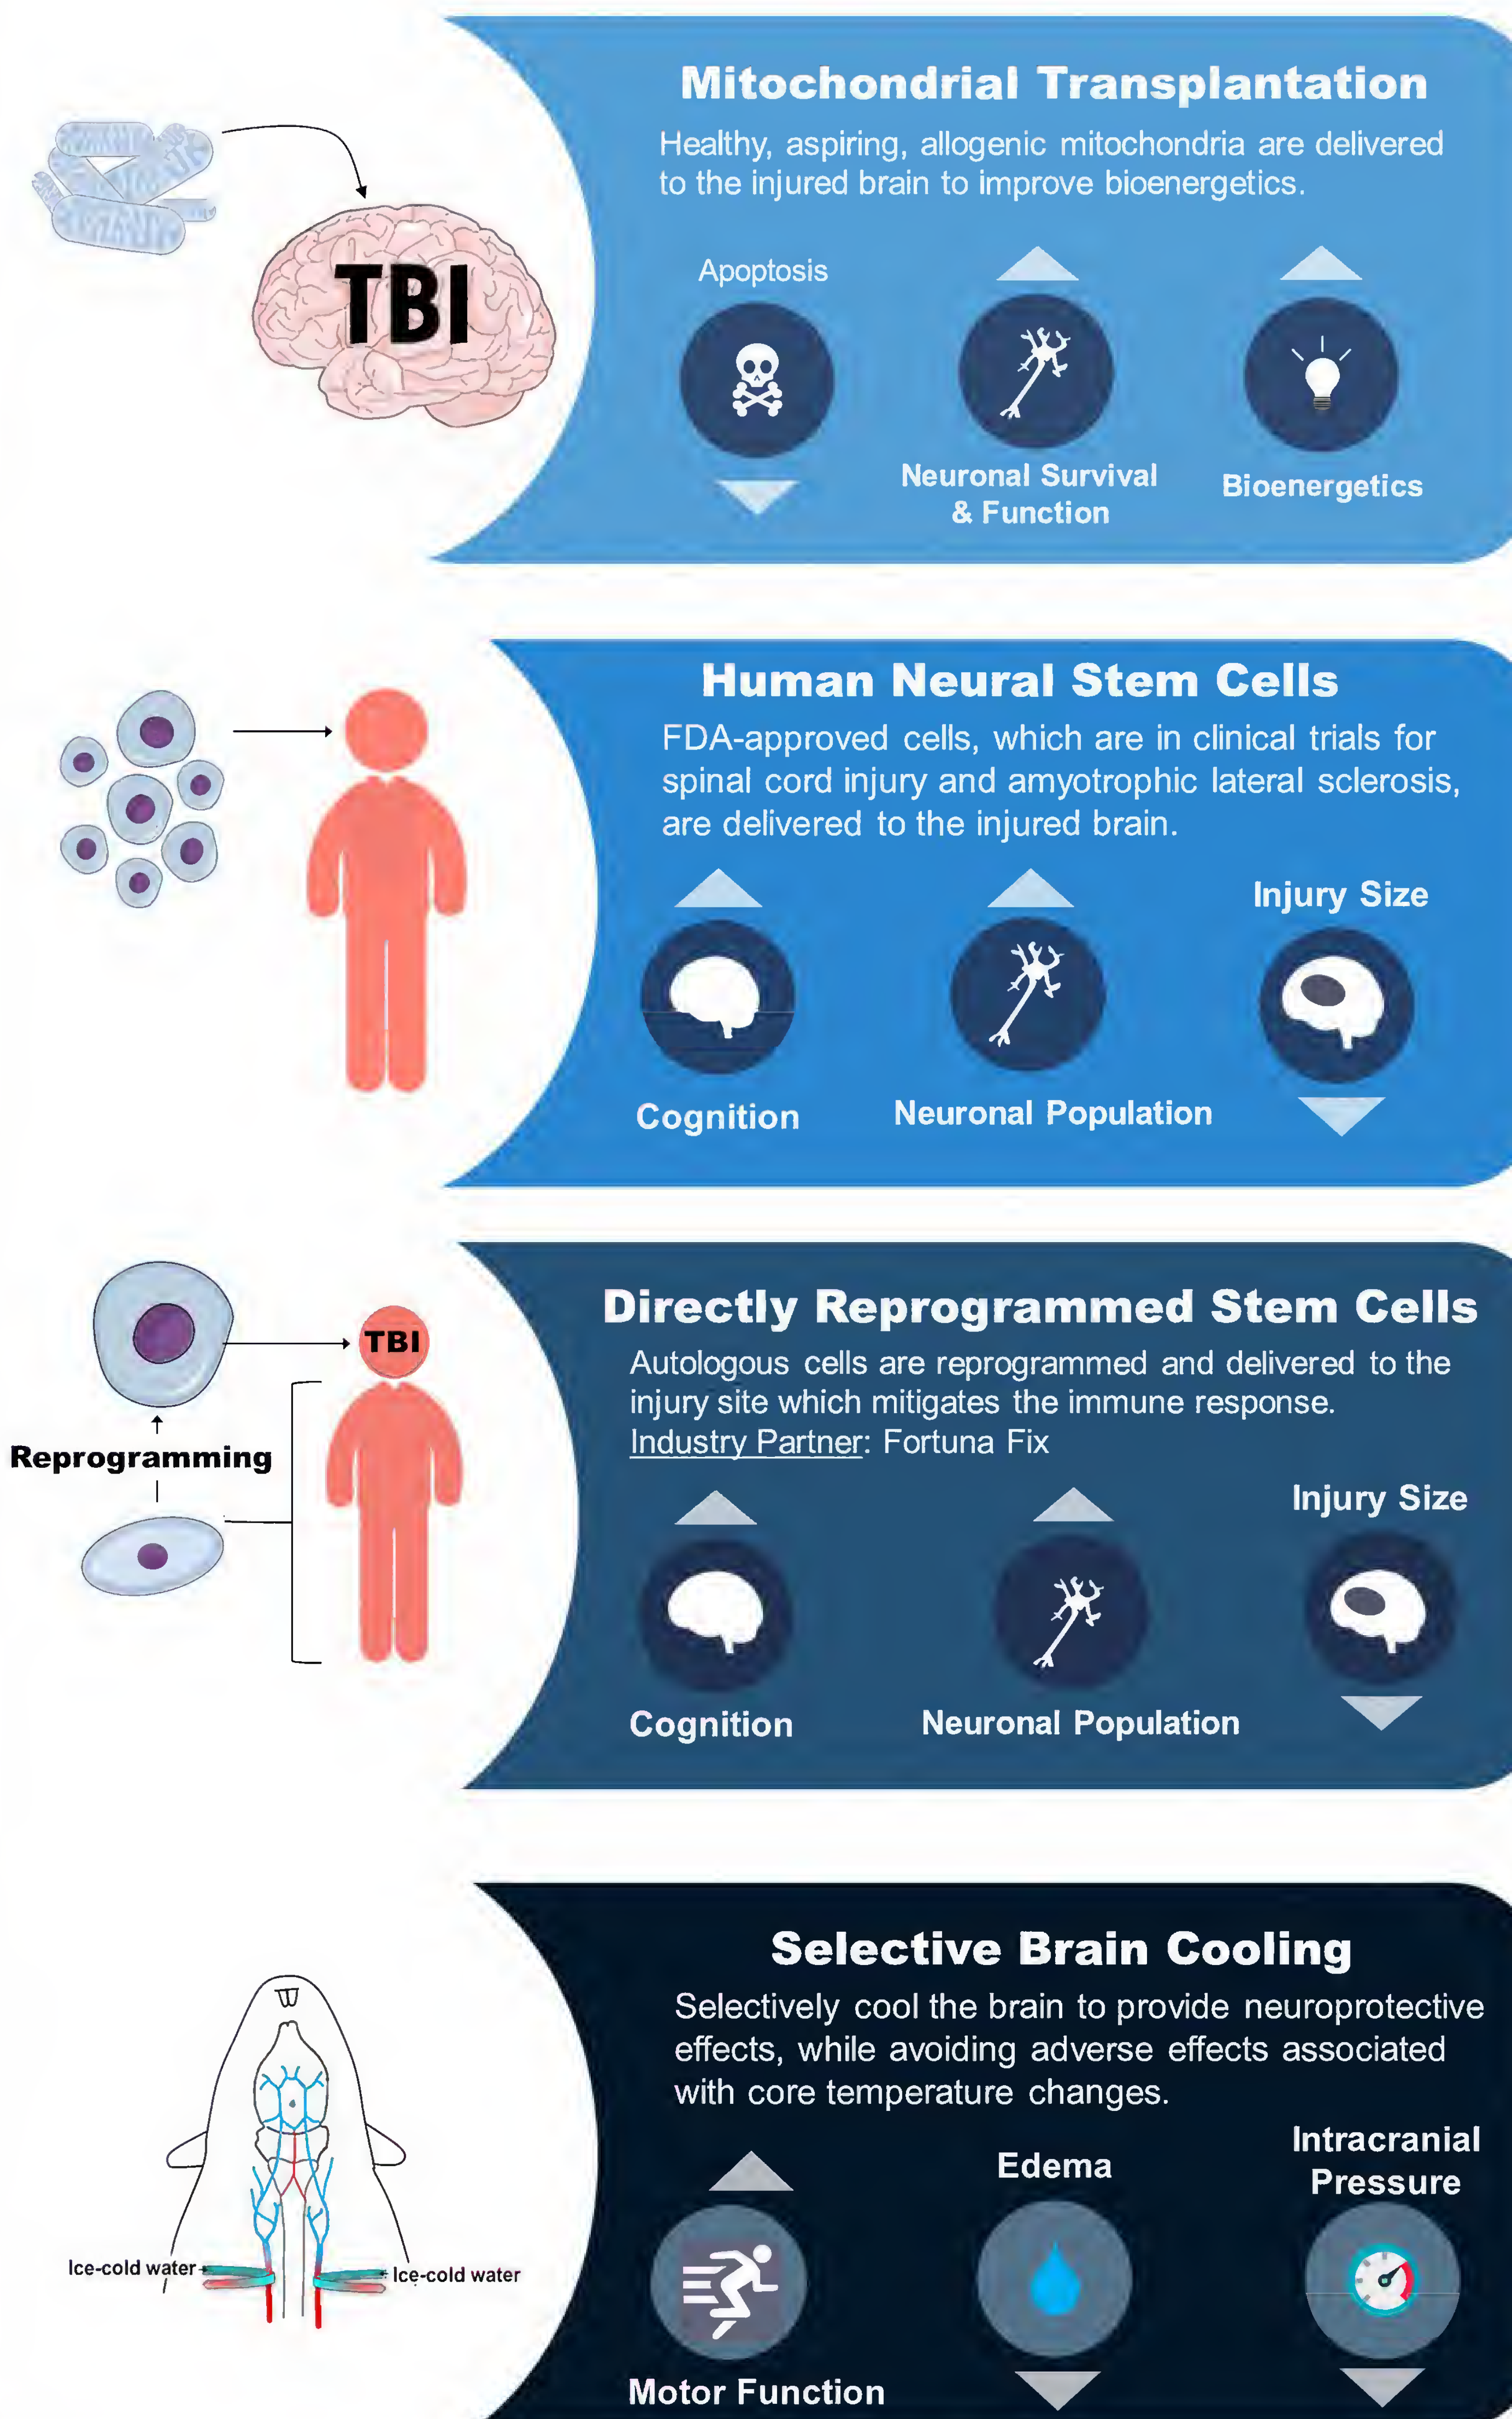 Mitochondrial Transplantation
Healthy, aspiring, allogenic mitochondria are delivered
to the injured brain to improve bioenergetics.
TBI
Apoptosis
Neuronal Survival
& Function
Bioenergetics
Human Neural Stem Cells
FDA-approved cells, which are in clinical trials for
spinal cord injury and amyotrophic lateral sclerosis,
are delivered to the injured brain.
Injury Size
Cognition
Neuronal Population
Directly Reprogrammed Stem Cells
TBI
Autologous cells are reprogrammed and delivered to the
injury site which mitigates the immune response.
Industry Partner: Fortuna Fix
Reprogramming
Injury Size
Cognition
Neuronal Population
Selective Brain Cooling
Selectively cool the brain to provide neuroprotective
effects, while avoiding adverse effects associated
with core temperature changes.
Intracranial
Pressure
Edema
Ice-cold water
Ice-cold water
Motor Function